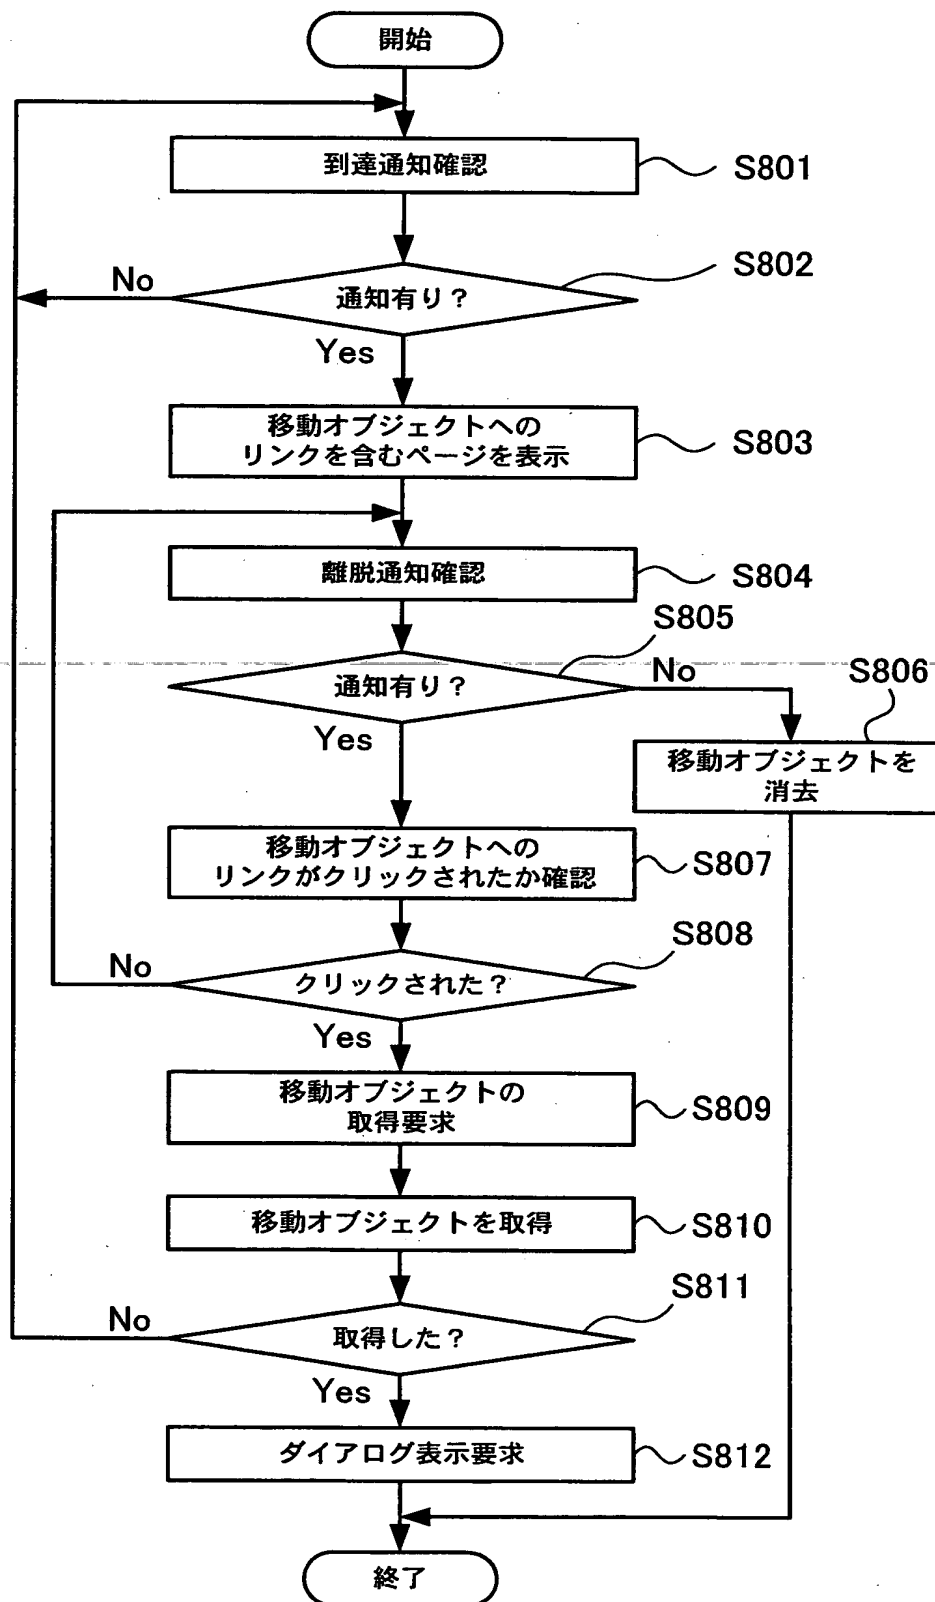 開始
到達通知確認
S801
通知有り？
S802
No
Yes
移動オブジェクトへの
リンクを含むページを表示
S803
離脱通知確認
S804
通知有り？
S805
No
Yes
S806
移動オブジェクトを
消去
移動オブジェクトへの
リンクがクリックされたか確認
S807
クリックされた？
S808
No
Yes
移動オブジェクトの
取得要求
S809
移動オブジェクトを取得
S810
取得した？
S811
No
Yes
ダイアログ表示要求
S812
終了